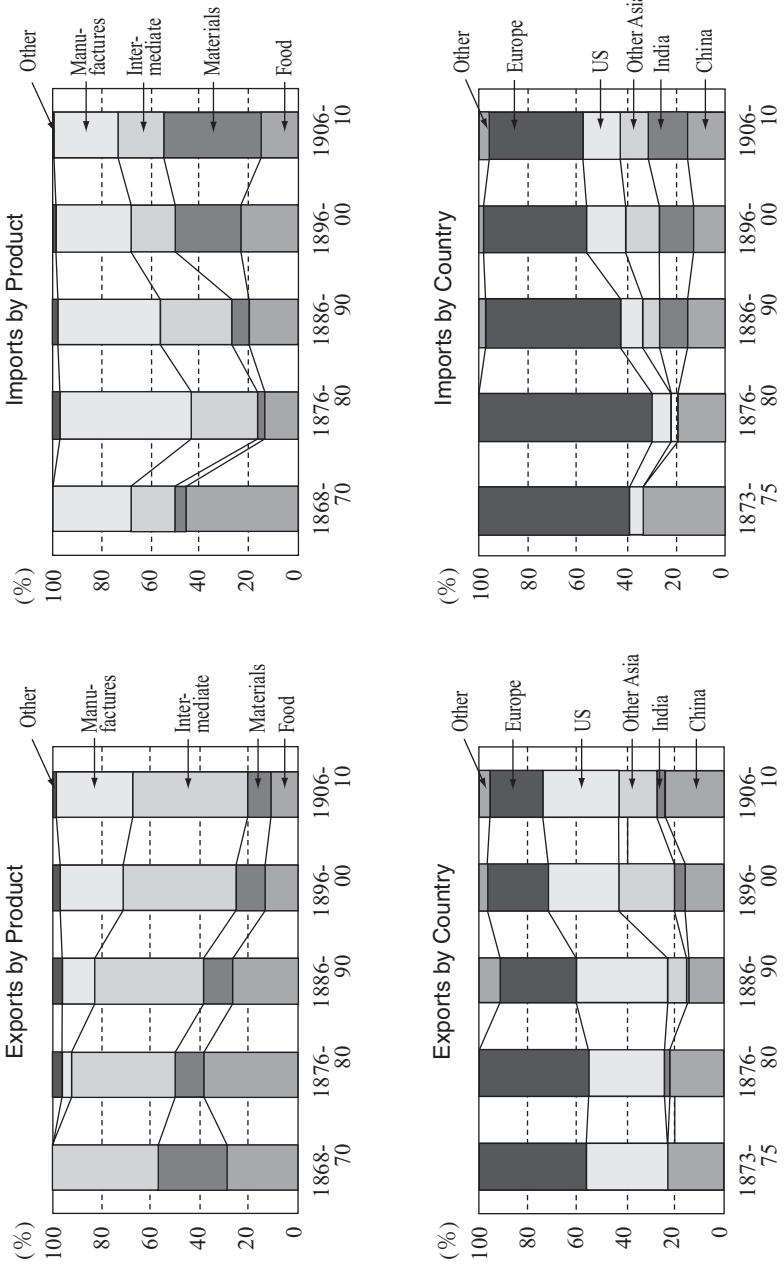 Exports by Product
(%)
100
80
60
40
20
0
1868-
70
1876-
80
1886-
90
1896-
00
1906-
10
Other
Manu-
factures
Inter-
mediate
Materials
Food
Imports by Product
(%)
100
80
60
40
20
0
1868-
70
1876-
80
1886-
90
1896-
00
1906-
10
Other
Manu-
factures
Inter-
mediate
Materials
Food
Exports by Country
(%)
100
80
60
40
20
0
1873-
75
1876-
80
1886-
90
1896-
00
1906-
10
Other
Europe
US
Other Asia
India
China
Imports by Country
(%)
100
80
60
40
20
0
1873-
75
1876-
80
1886-
90
1896-
00
1906-
10
Other
Europe
US
Other Asia
India
China